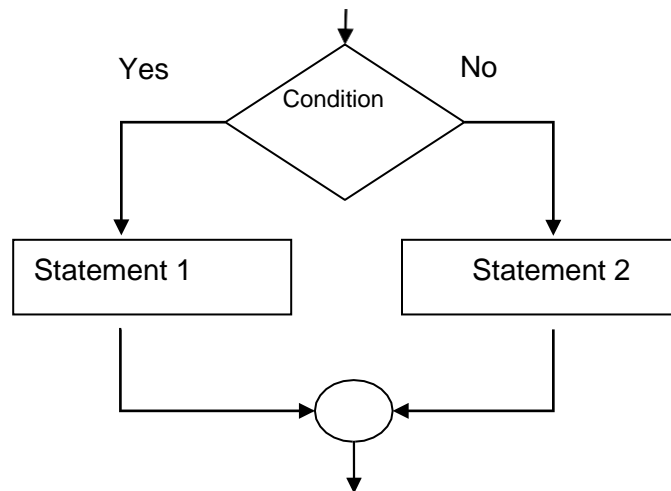 Yes
No
Condition
Statement 1
Statement 2